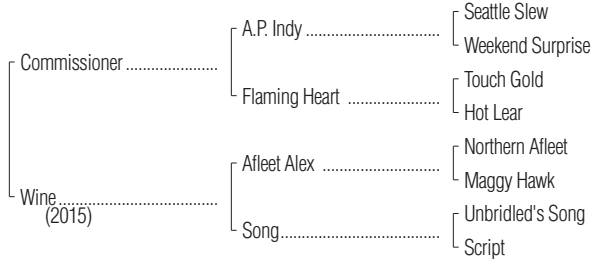 Seattle Slew
A.P. Indy ........................
Weekend Surprise
Commissioner .....................
Touch Gold
Flaming Heart .....................
Hot Lear
Northern Afleet
Afleet Alex ...........................
Maggy Hawk
Wine.....................................
(2015)
Unbridled's Song
Song.....................................
Script